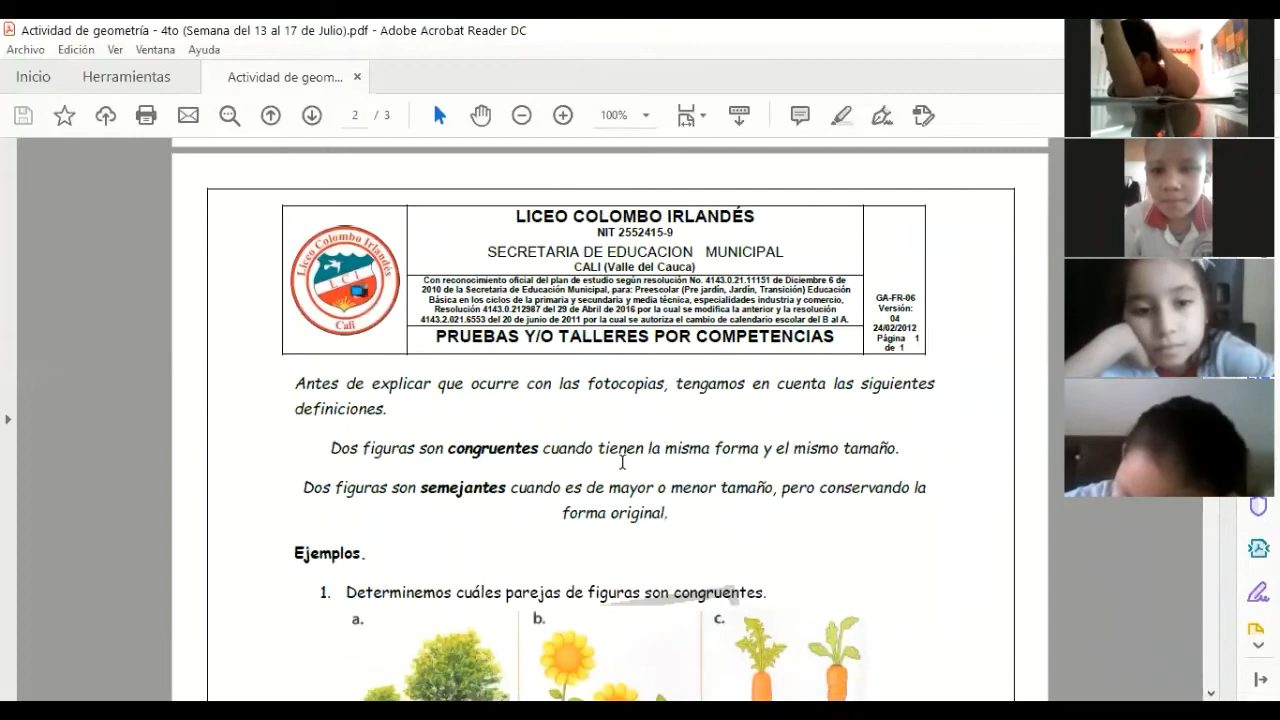 Actividad de geometría - 4to (Semana del 13 al 17 de Julio).pdf - Adobe Acrobat Reader DC
Archivo Edición Ver Ventana Ayuda
Inicio Herramientas Actividad de geom... ×
2 / 3 100%
LICEO COLOMBO IRLANDÉS
NIT 2552415-9
SECRETARIA DE EDUCACION MUNICIPAL
CALI (Valle del Cauca)
Con reconocimiento oficial del plan de estudio según resolución No. 4143.0.21.11151 de Diciembre 6 de
2010 de la Secretaria de Educación Municipal, para: Preescolar (Pre jardín, Jardín, Transición) Educación
Básica en los ciclos de la primaria y secundaria y media técnica, especialidades industria y comercio,
Resolución 4143.0.212987 del 29 de Abril de 2016 por la cual se modifica la anterior y la resolución
4143.2.021.6553 del 20 de junio de 2011 por la cual se autoriza el cambio de calendario escolar del B al A.
PRUEBAS Y/O TALLERES POR COMPETENCIAS
GA-FR-06
Versión:
04
24/02/2012
Página 1
de 1
Liceo Colombo Irlandés
L. C. I.
Cali
Antes de explicar que ocurre con las fotocopias, tengamos en cuenta las siguientes
definiciones.
Dos figuras son congruentes cuando tienen la misma forma y el mismo tamaño.
Dos figuras son semejantes cuando es de mayor o menor tamaño, pero conservando la
forma original.
Ejemplos.
1. Determinemos cuáles parejas de figuras son congruentes.
a. b. c.